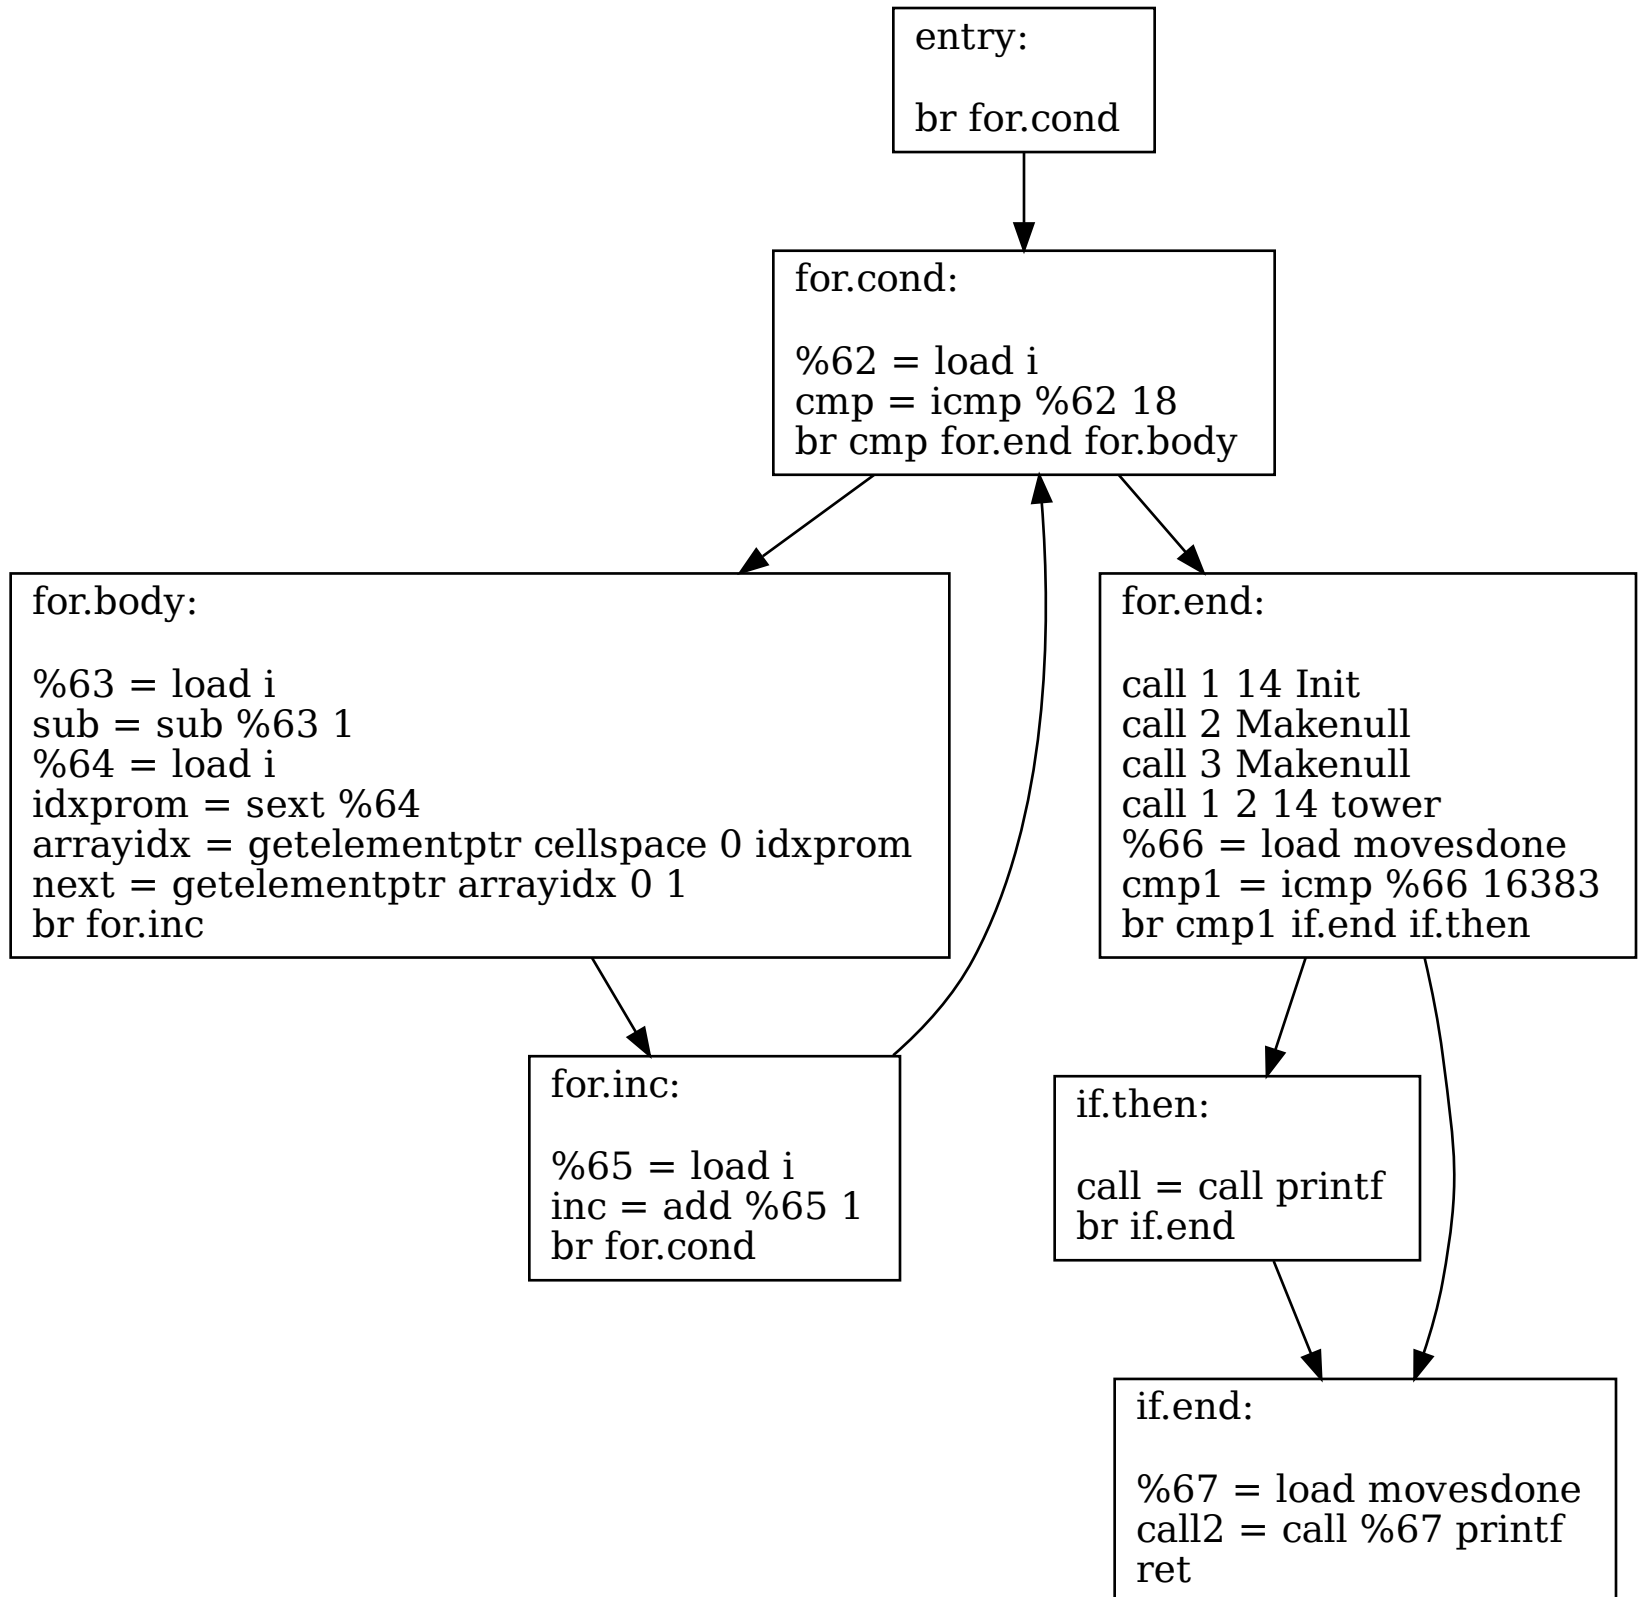 entry:
br for.cond
for.cond:
%62 = load i
cmp = icmp %62 18
br cmp for.end for.body
for.body:
%63 = load i
sub = sub %63 1
%64 = load i
idxprom = sext %64
arrayidx = getelementptr cellspace 0 idxprom
next = getelementptr arrayidx 0 1
br for.inc
for.end:
call 1 14 Init
call 2 Makenull
call 3 Makenull
call 1 2 14 tower
%66 = load movesdone
cmp1 = icmp %66 16383
br cmp1 if.end if.then
for.inc:
%65 = load i
inc = add %65 1
br for.cond
if.then:
call = call printf
br if.end
if.end:
%67 = load movesdone
call2 = call %67 printf
ret